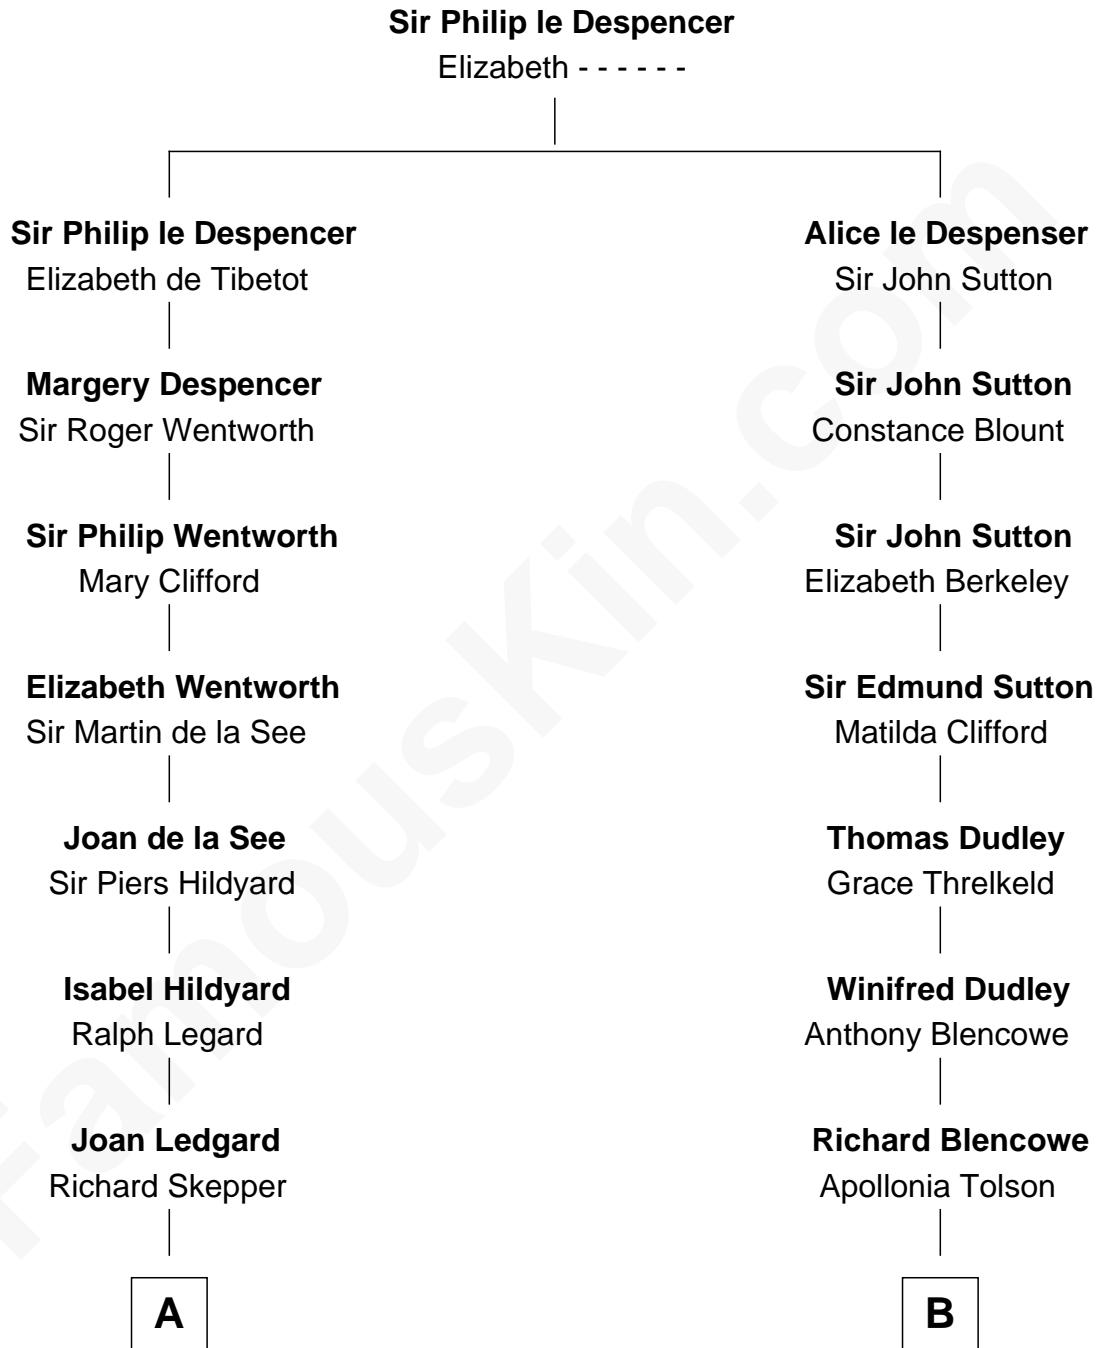 Sir Philip le Despencer
Elizabeth - - - - - -
Sir Philip le Despencer
Elizabeth de Tibetot
Margery Despencer
Sir Roger Wentworth
Sir Philip Wentworth
Mary Clifford
Elizabeth Wentworth
Sir Martin de la See
Joan de la See
Sir Piers Hildyard
Isabel Hildyard
Ralph Legard
Joan Ledgard
Richard Skepper
A
Alice le Despenser
Sir John Sutton
Sir John Sutton
Constance Blount
Sir John Sutton
Elizabeth Berkeley
Sir Edmund Sutton
Matilda Clifford
Thomas Dudley
Grace Threlkeld
Winifred Dudley
Anthony Blencowe
Richard Blencowe
Apollonia Tolson
B
FamousKin.com